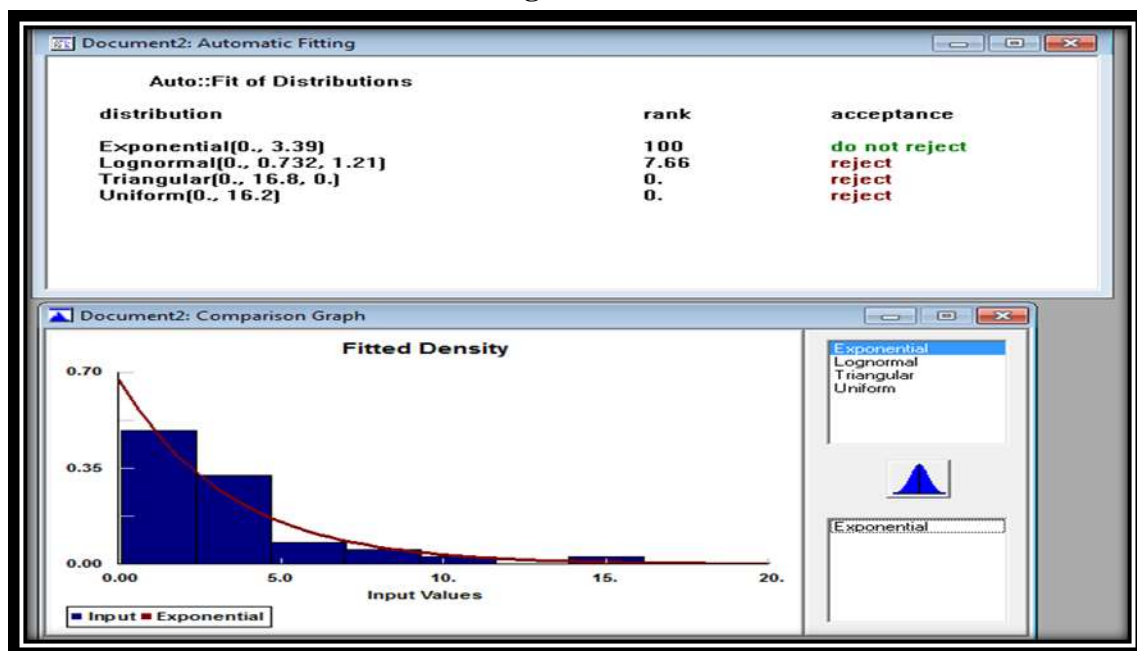 Document2: Automatic Fitting
Auto::Fit of Distributions
distribution rank acceptance
Exponential(0., 3.39) 100 do not reject
Lognormal(0., 0.732, 1.21) 7.66 reject
Triangular(0., 16.8, 0.) 0. reject
Uniform(0., 16.2) 0. reject
Document2: Comparison Graph
Fitted Density
0.70
0.35
0.00
0.00 5.0 10. 15. 20.
Input Values
Input Exponential
Exponential
Lognormal
Triangular
Uniform
Exponential